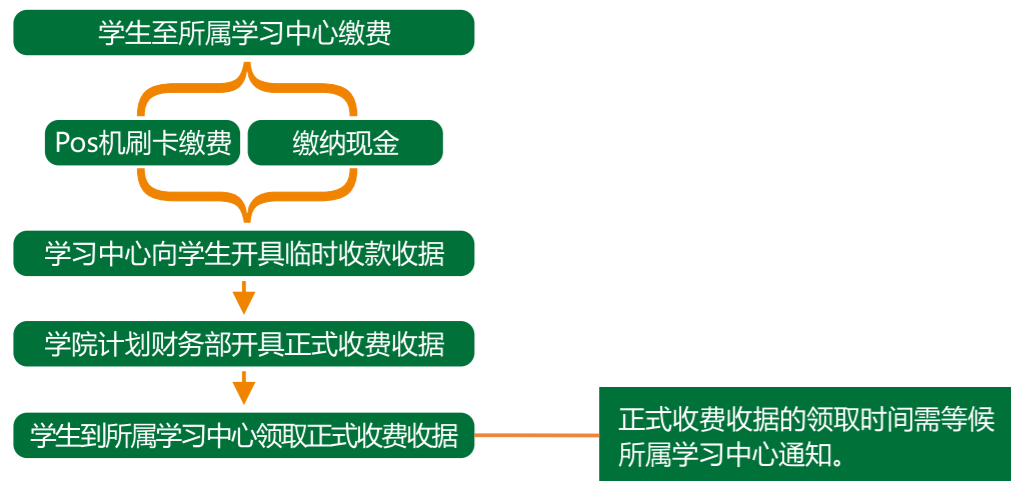 学生至所属学习中心缴费
Pos机刷卡缴费
缴纳现金
学习中心向学生开具临时收款收据
学院计划财务部开具正式收费收据
学生到所属学习中心领取正式收费收据
正式收费收据的领取时间需等候
所属学习中心通知。